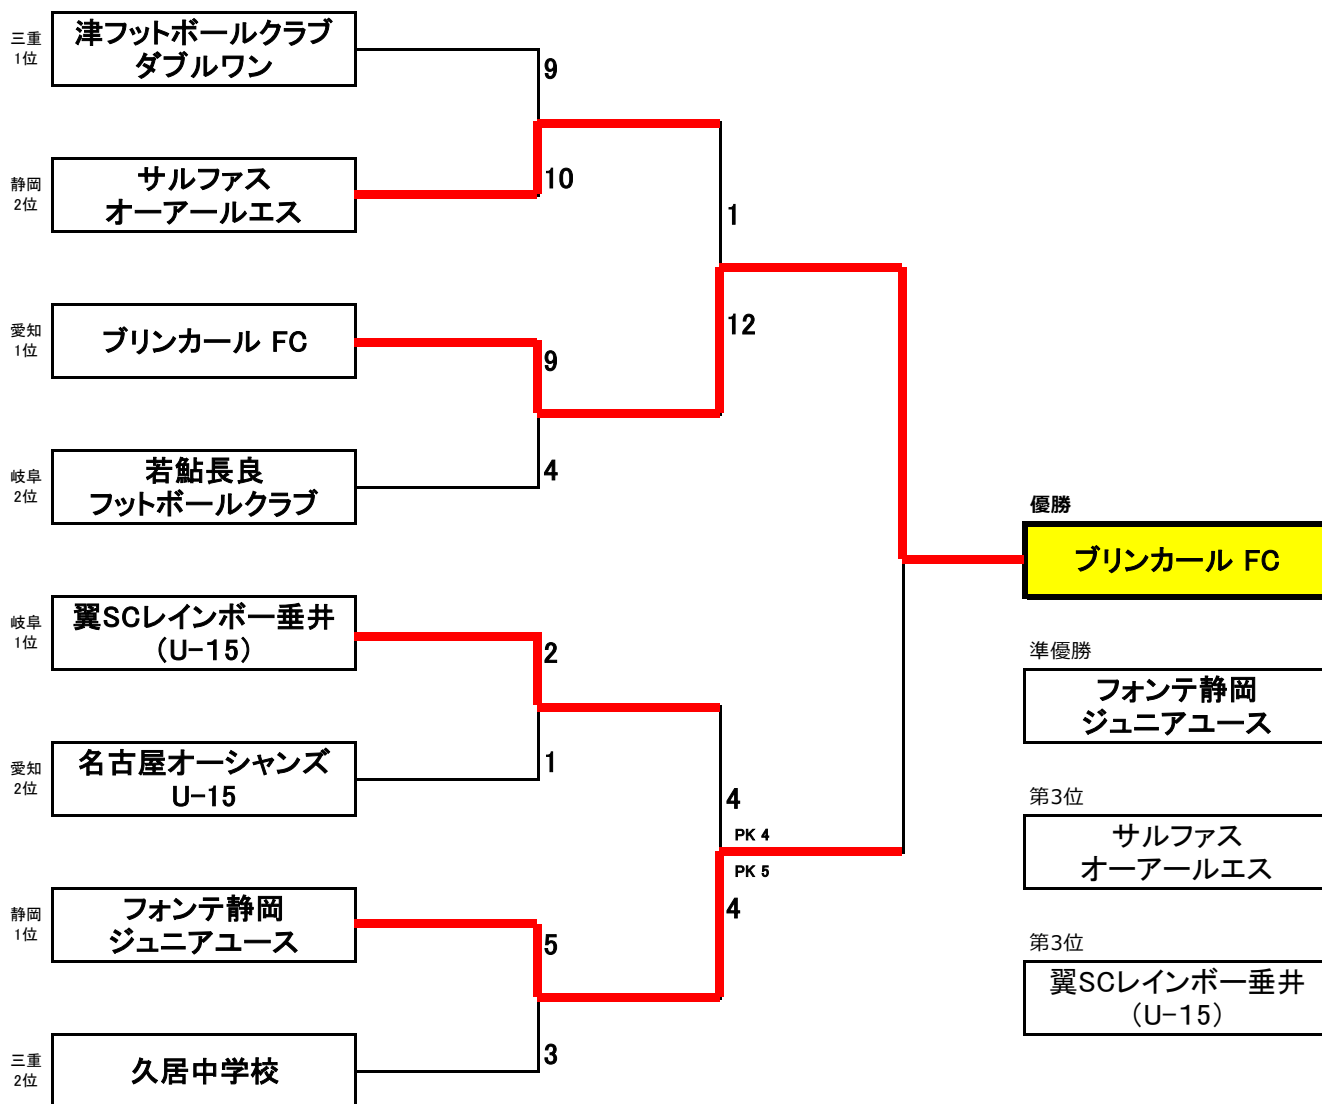 三重
1位
津フットボールクラブ
ダブルワン
9
静岡
2位
サルファス
オーアールエス
10
1
愛知
1位
ブリンカール FC
9
12
岐阜
2位
若鮎長良
フットボールクラブ
4
岐阜
1位
翼SCレインボー垂井
（U-15）
2
愛知
2位
名古屋オーシャンズ
U-15
1
4
PK 4
PK 5
4
静岡
1位
フォンテ静岡
ジュニアユース
5
三重
2位
久居中学校
3
優勝
ブリンカール FC
準優勝
フォンテ静岡
ジュニアユース
第3位
サルファス
オーアールエス
第3位
翼SCレインボー垂井
（U-15）